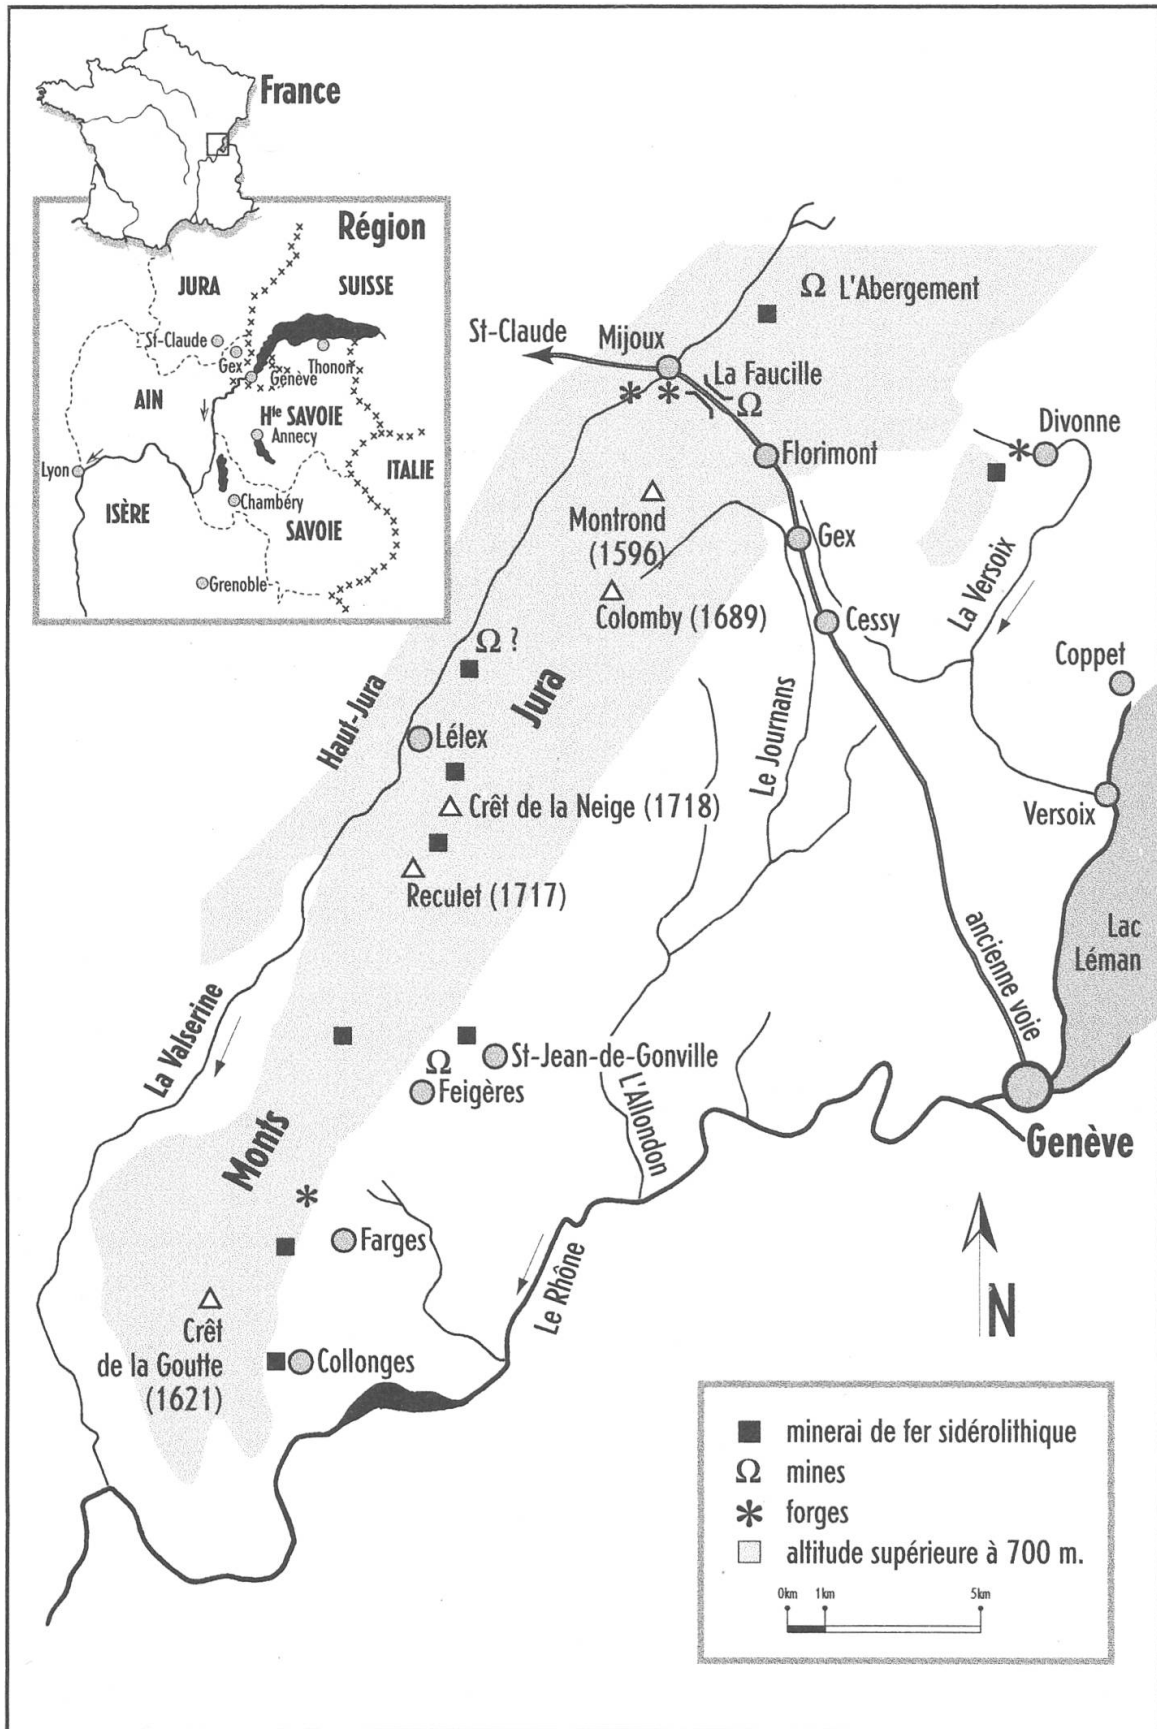 France
Région
JURA
SUISSE
St-Claude
Gex
Thonon
Genève
AIN
Hte SAVOIE
Annecy
Lyon
ITALIE
ISÈRE
Chambéry
SAVOIE
Grenoble
Ω L'Abergement
St-Claude
Mijoux
La Faucille
* *
Ω
Divonne
*
Florimont
Montrond
(1596)
Gex
La Versoix
Colomby (1689)
Cessy
Ω ?
Coppet
Haut-Jura
Jura
Le Journans
Lélex
Crêt de la Neige (1718)
Versoix
Reculet (1717)
ancienne voie
Lac
Léman
La Valserine
St-Jean-de-Gonville
Ω
Feigères
L'Allondon
Genève
Monts
*
Farges
Le Rhône
Crêt
de la Goutte
(1621)
Collonges
N
minerai de fer sidérolithique
Ω mines
* forges
altitude supérieure à 700 m.
0km 1km 5km